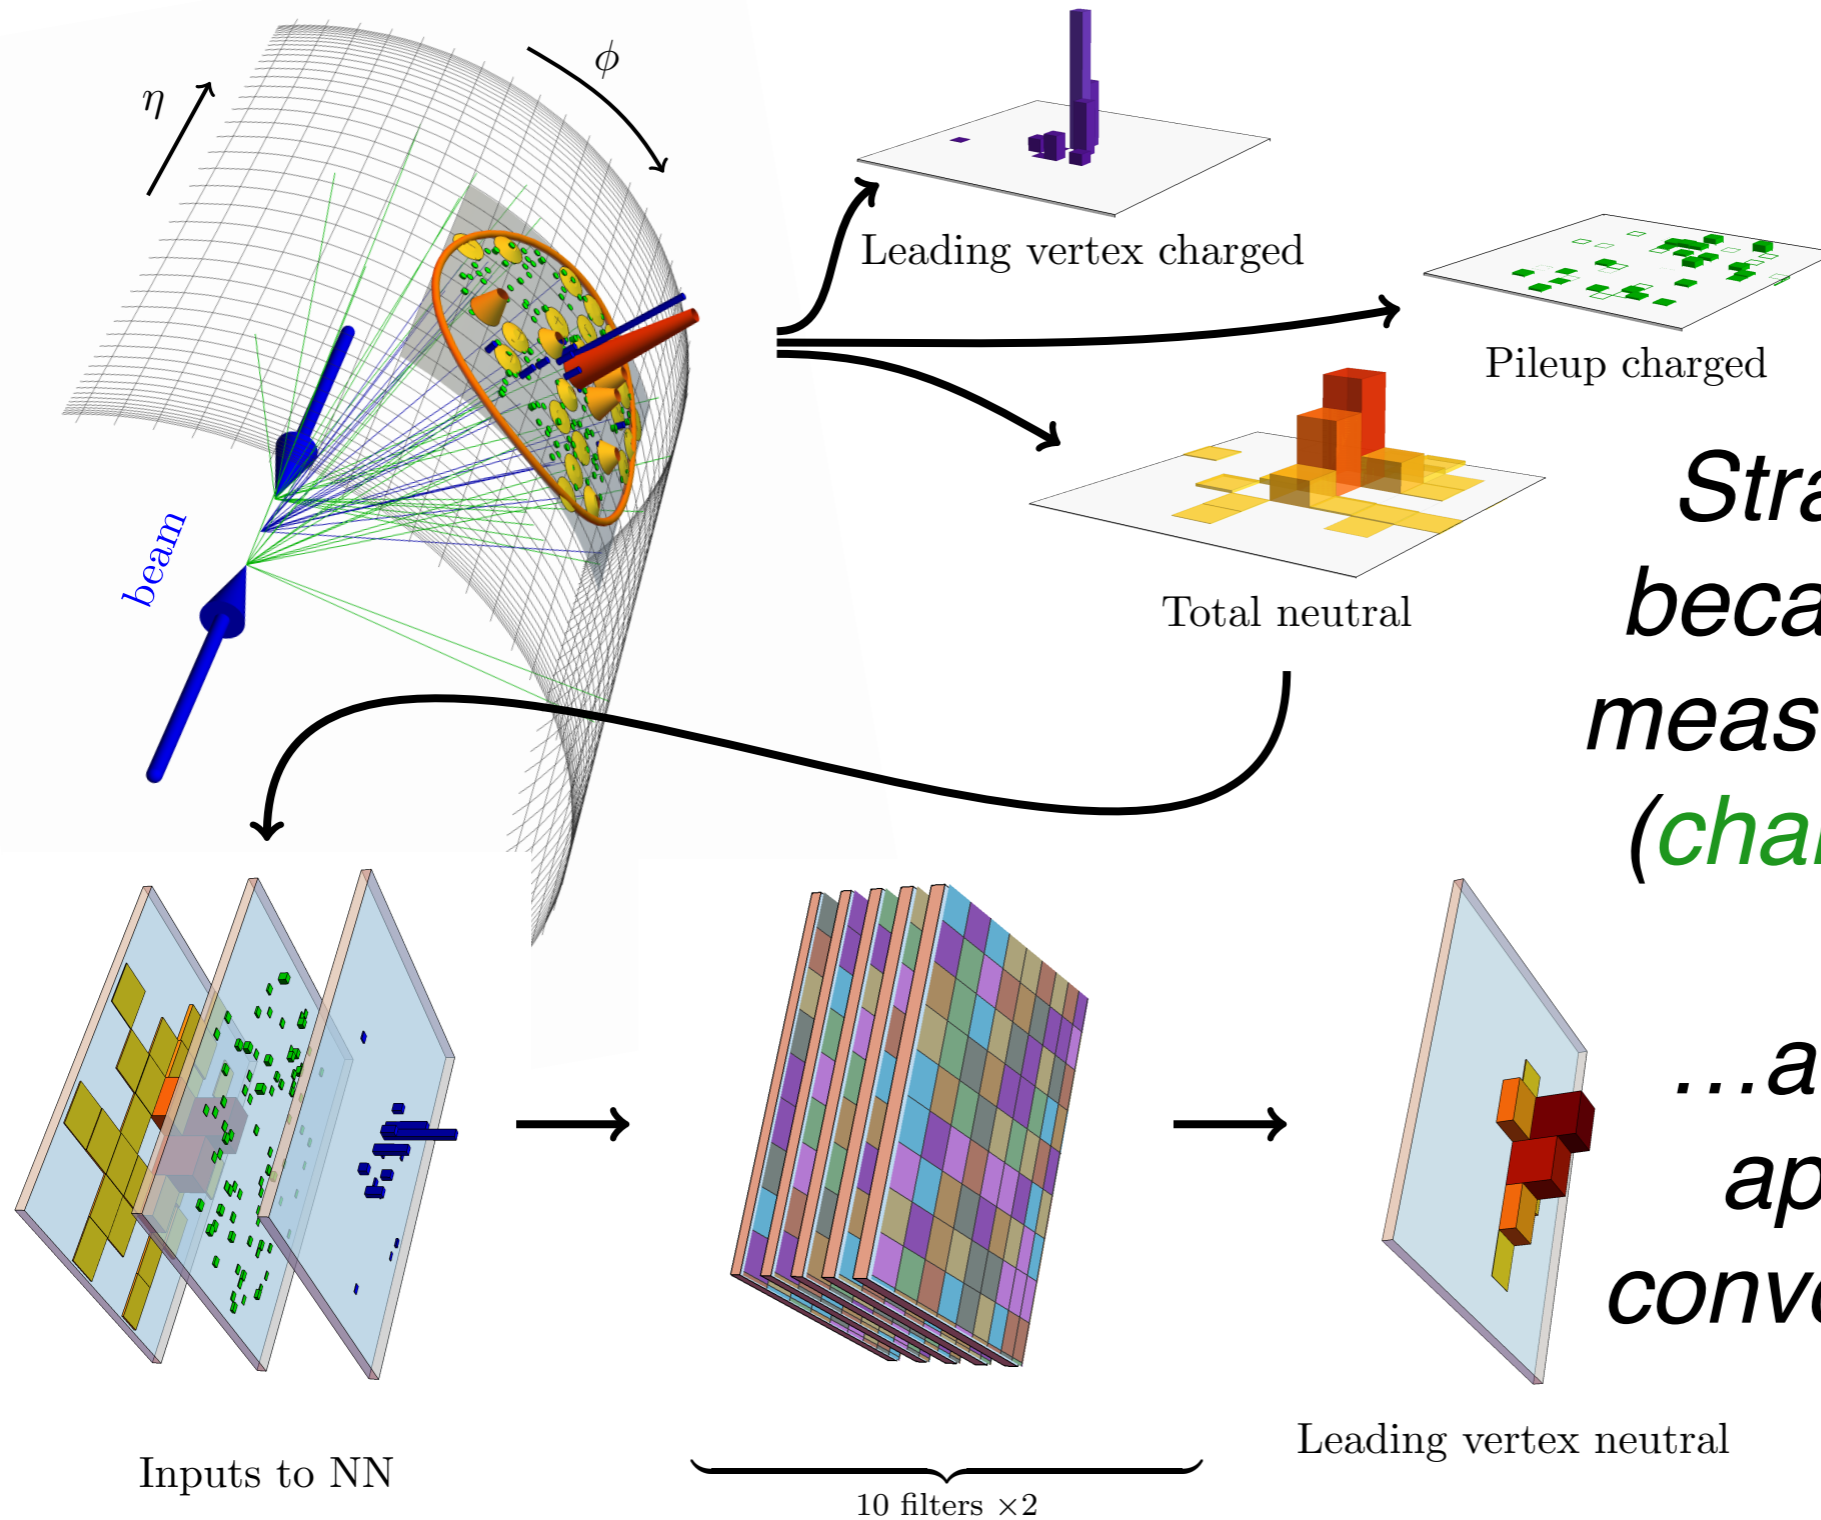 η
ϕ
beam
Leading vertex charged
Pileup charged
Total neutral
(
…a
Inputs to NN
10 filters ×2
Leading vertex neutral